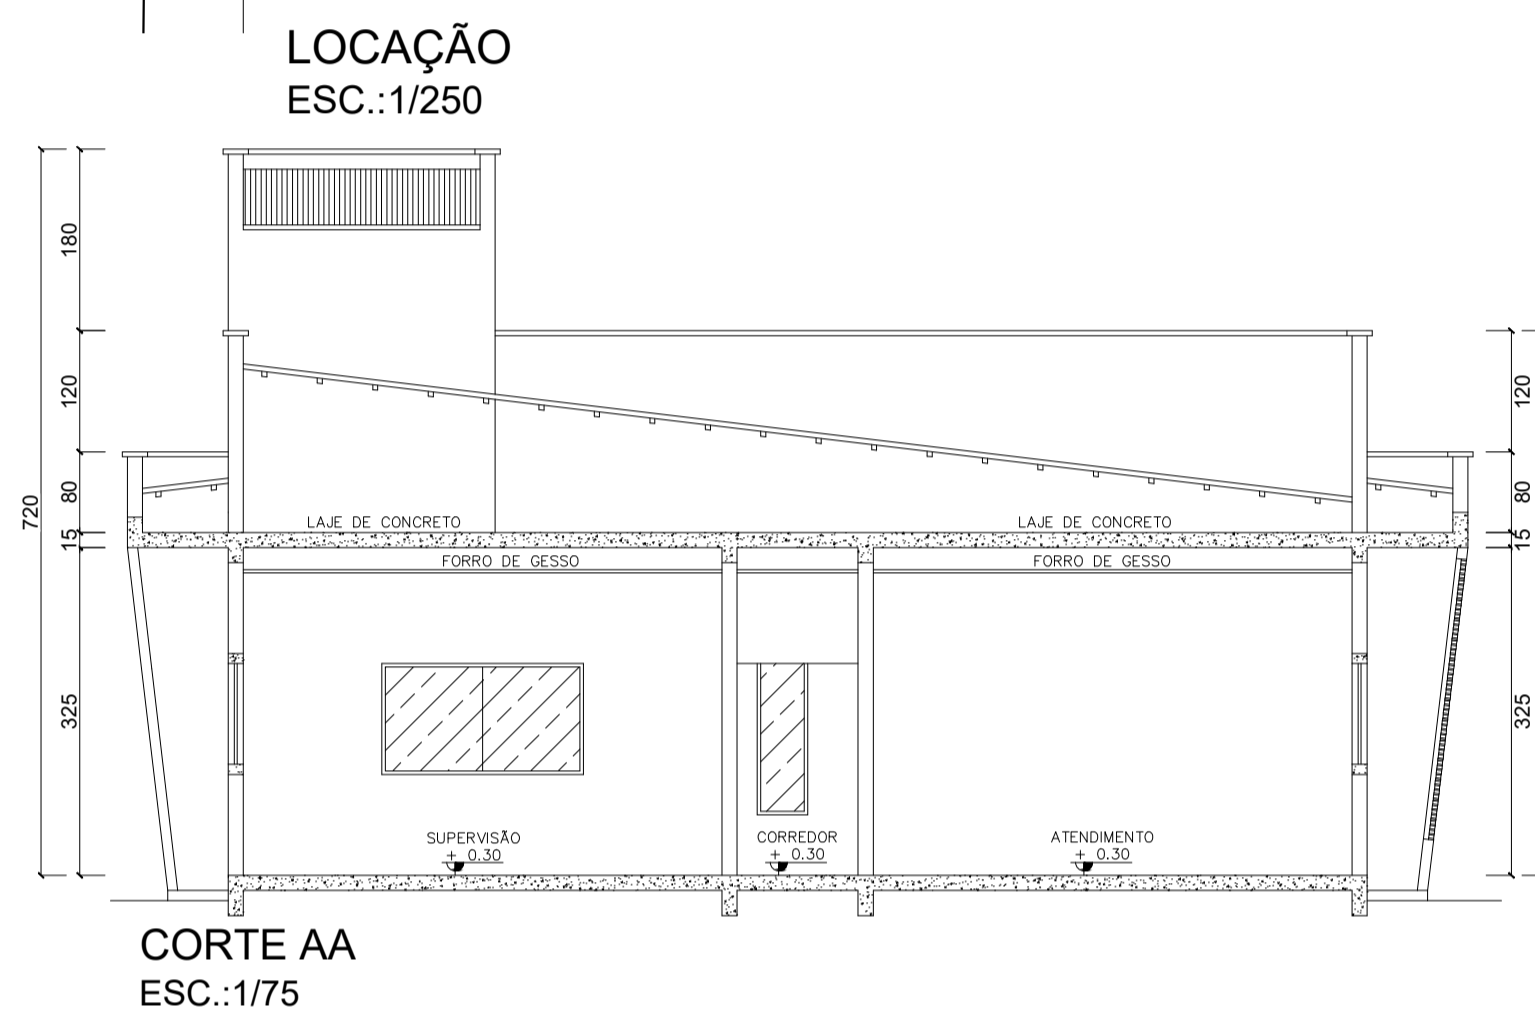 LOCAÇÃO
ESC.:1/250
180
120
120
80
80
720
LAJE DE CONCRETO
LAJE DE CONCRETO
15
15
FORRO DE GESSO
FORRO DE GESSO
325
325
SUPERVISÃO
+ 0.30
CORREDOR
+ 0.30
ATENDIMENTO
+ 0.30
CORTE AA
ESC.:1/75